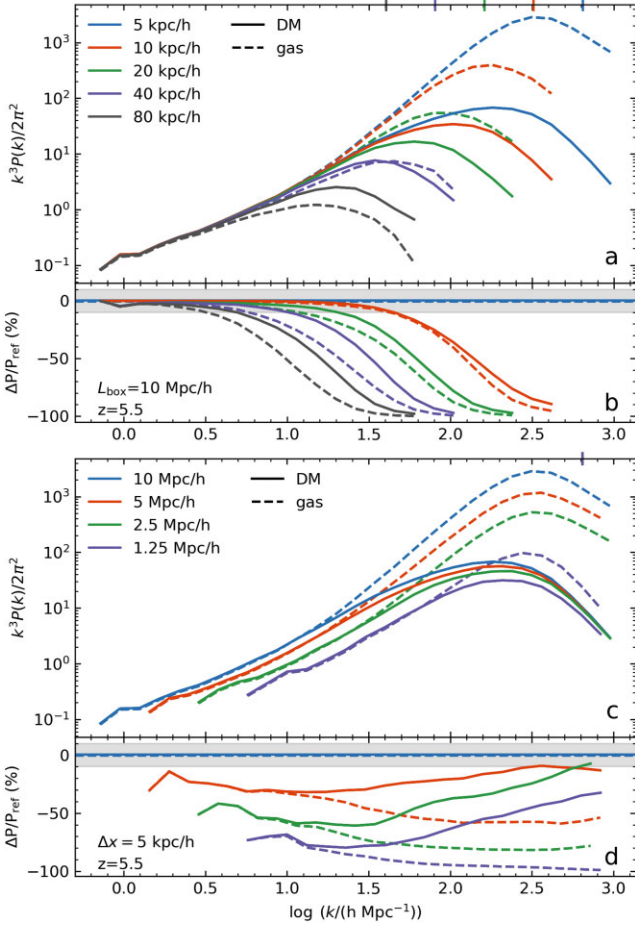 5 kpc/h
10 kpc/h
20 kpc/h
40 kpc/h
80 kpc/h
DM
gas
10³
10²
10¹
10⁰
10⁻¹
k³P(k)/2π²
a
0
−50
−100
ΔP/P_ref (%)
L_box=10 Mpc/h
z=5.5
b
0.0 0.5 1.0 1.5 2.0 2.5 3.0
10 Mpc/h
5 Mpc/h
2.5 Mpc/h
1.25 Mpc/h
DM
gas
10³
10²
10¹
10⁰
10⁻¹
k³P(k)/2π²
c
0
−50
−100
ΔP/P_ref (%)
Δx = 5 kpc/h
z=5.5
d
0.0 0.5 1.0 1.5 2.0 2.5 3.0
log (k/(h Mpc⁻¹))